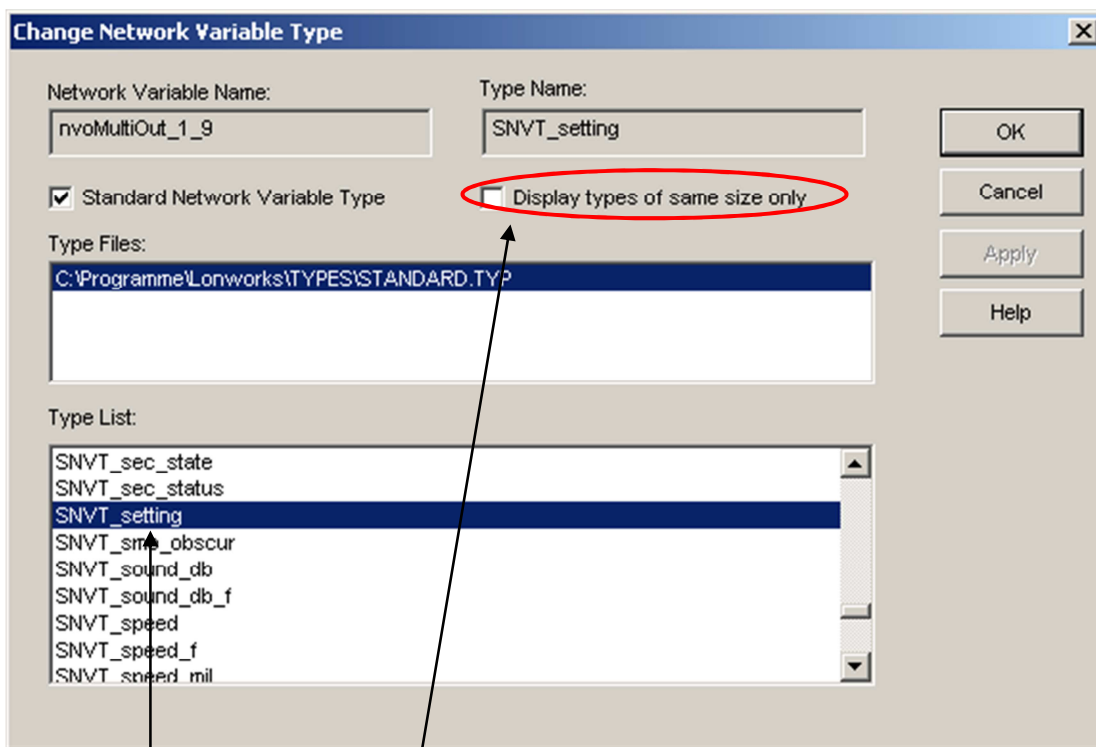 Change Network Variable Type
Network Variable Name: Type Name:
nvoMultiOut_1_9 SNVT_setting
OK
Standard Network Variable Type Display types of same size only
Cancel
Type Files:
Apply
C:\Programme\Lonworks\TYPES\STANDARD.TYP
Help
Type List:
SNVT_sec_state
SNVT_sec_status
SNVT_setting
SNVT_smo_obscur
SNVT_sound_db
SNVT_sound_db_f
SNVT_speed
SNVT_speed_f
SNVT_speed_mil